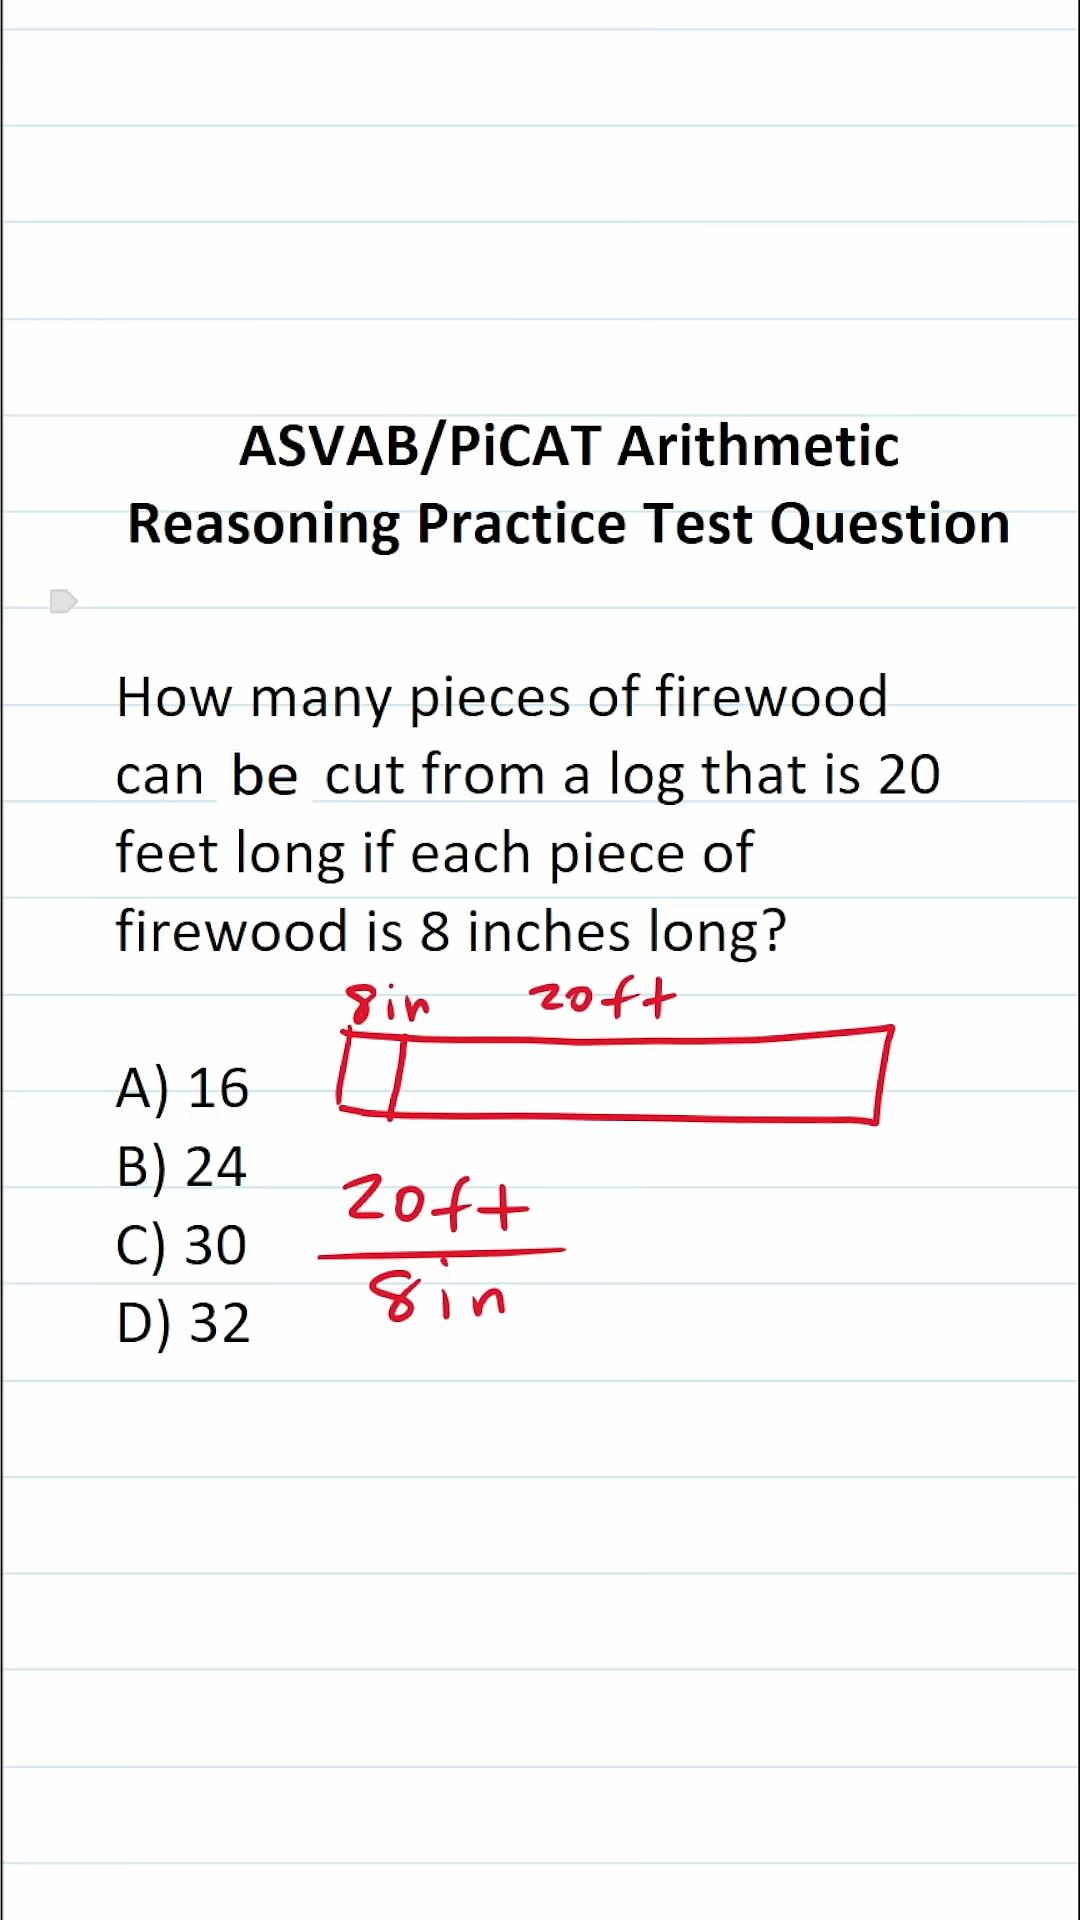 ASVAB/PiCAT Arithmetic
Reasoning Practice Test Question
How many pieces of firewood
can be cut from a log that is 20
feet long if each piece of
firewood is 8 inches long?
8in 20ft
A) 16
B) 24
C) 30
D) 32
20ft
8in